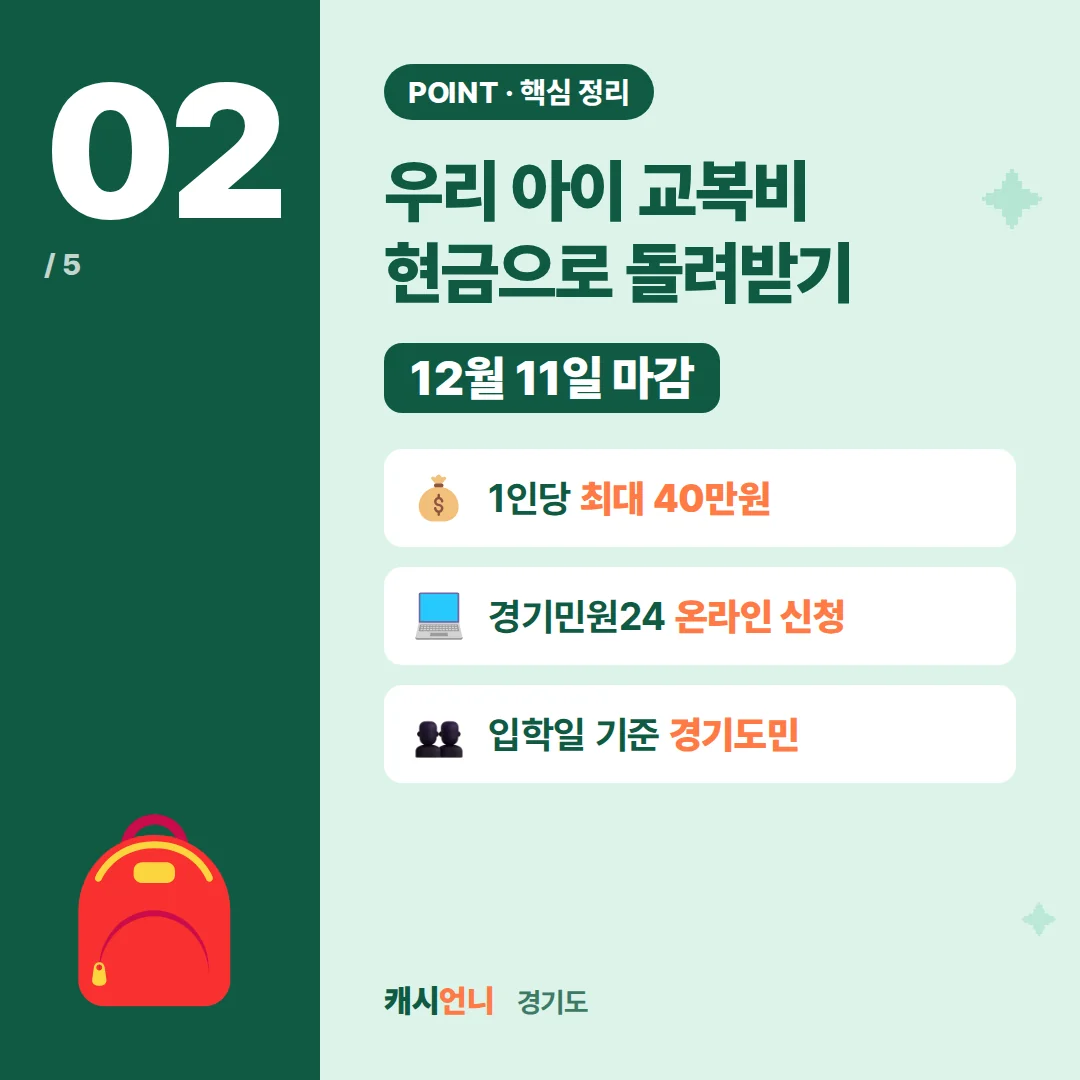 02
/ 5
POINT · 핵심 정리
우리 아이 교복비
현금으로 돌려받기
12월 11일 마감
1인당 최대 40만원
경기민원24 온라인 신청
입학일 기준 경기도민
캐시언니 경기도